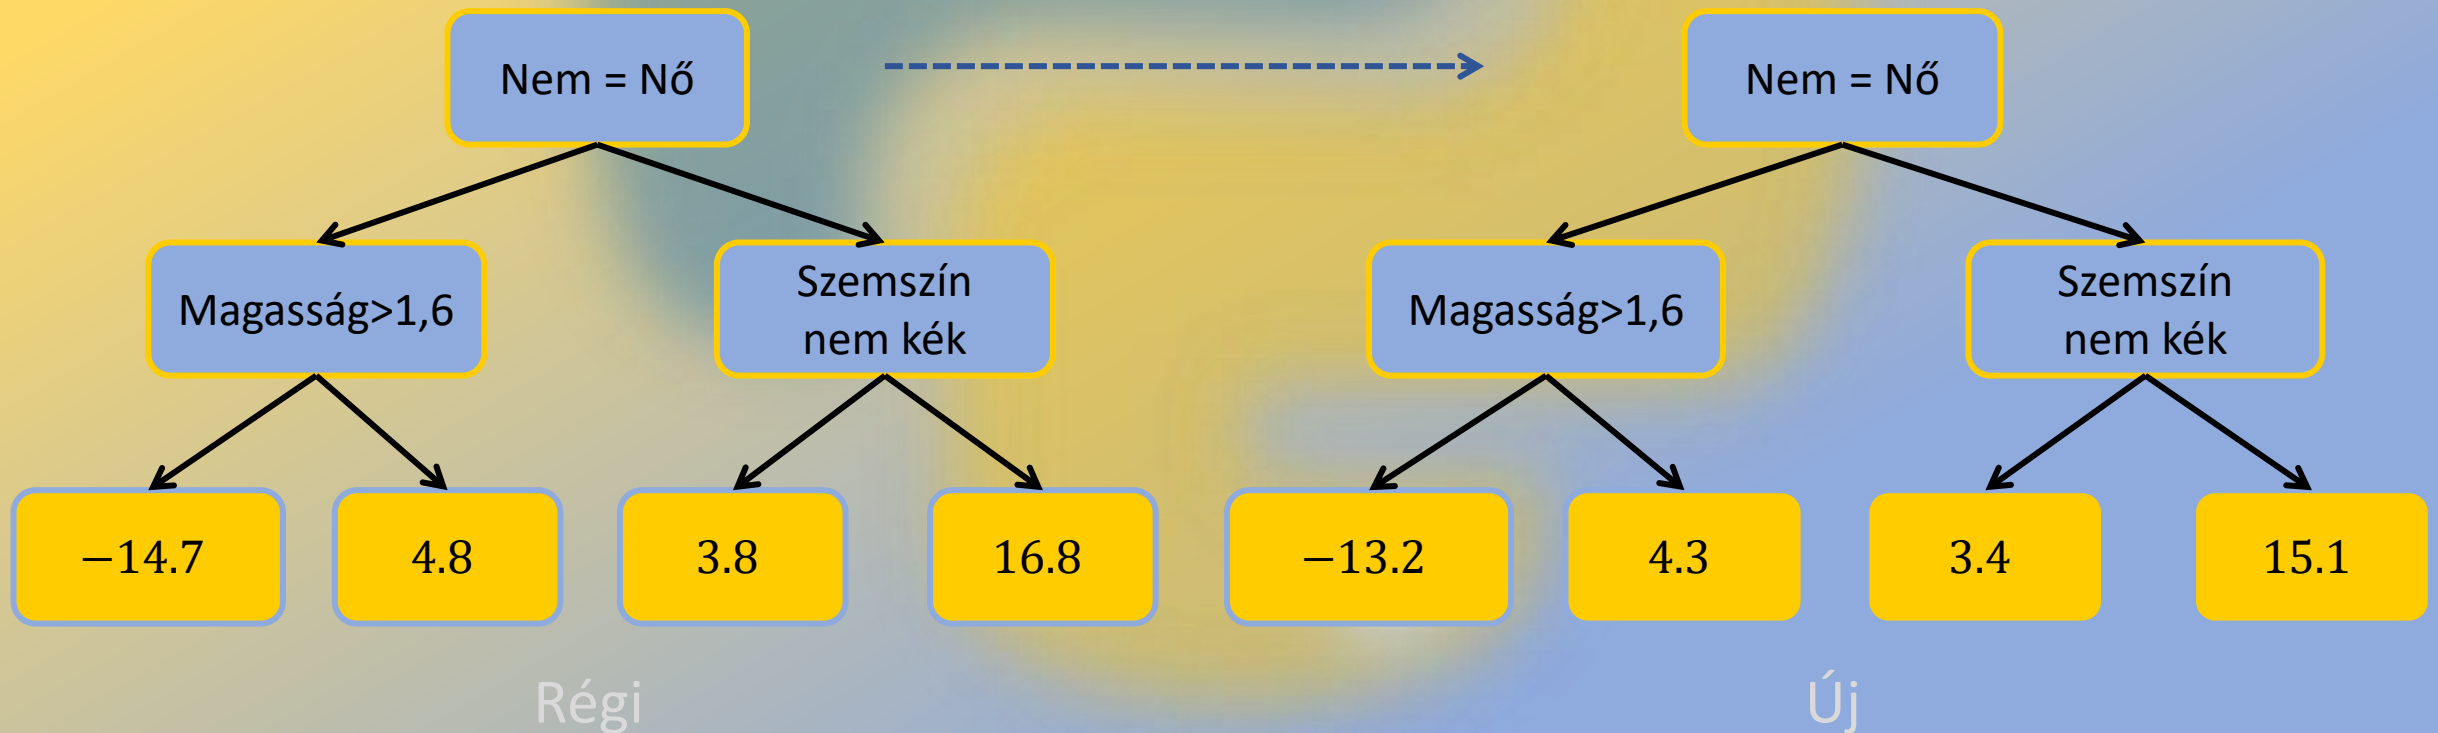 Nem = Nő
Nem = Nő
Magasság>1,6
Szemszín
nem kék
Magasság>1,6
Szemszín
nem kék
−14.7
4.8
3.8
16.8
−13.2
4.3
3.4
15.1
Régi
Új